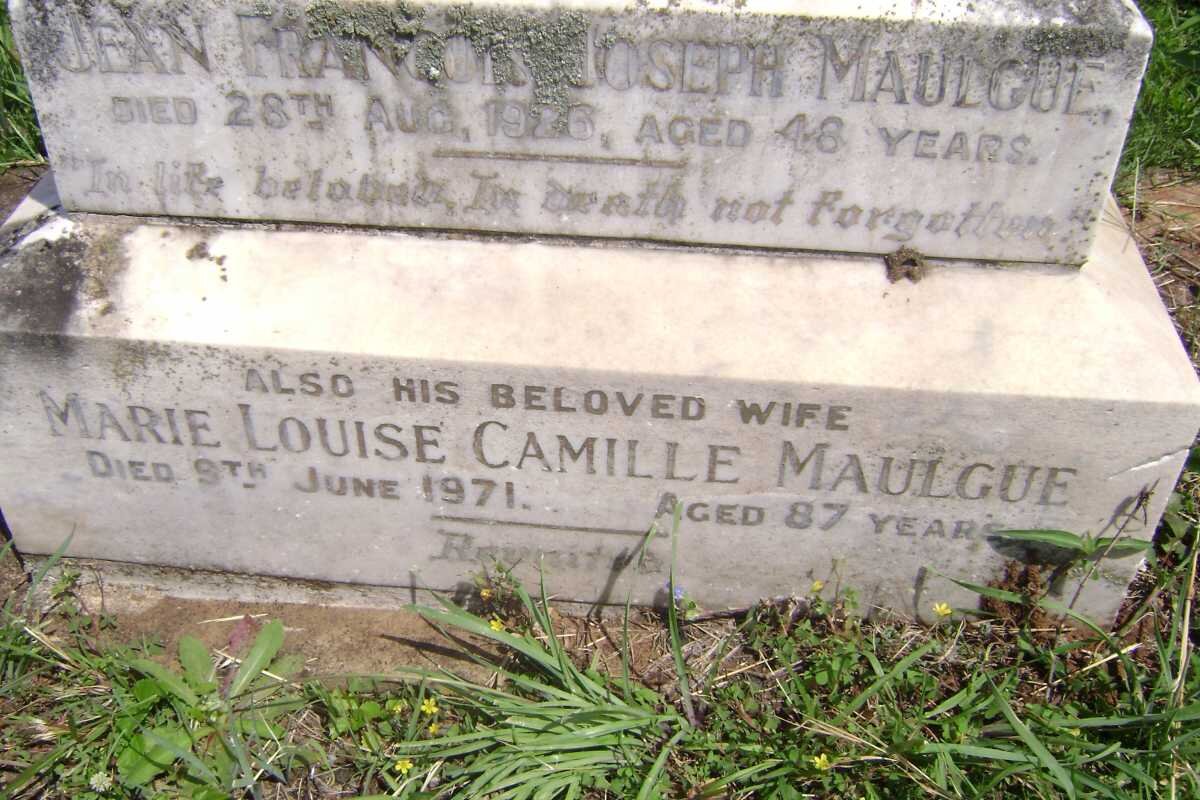 JEAN FRANCOIS JOSEPH MAULGUE,
DIED 28TH AUG, 1926, AGED 48 YEARS.
"In life beloved, In death not Forgotten"
ALSO HIS BELOVED WIFE
MARIE LOUISE CAMILLE MAULGUE
DIED 9TH JUNE 1971. AGED 87 YEARS